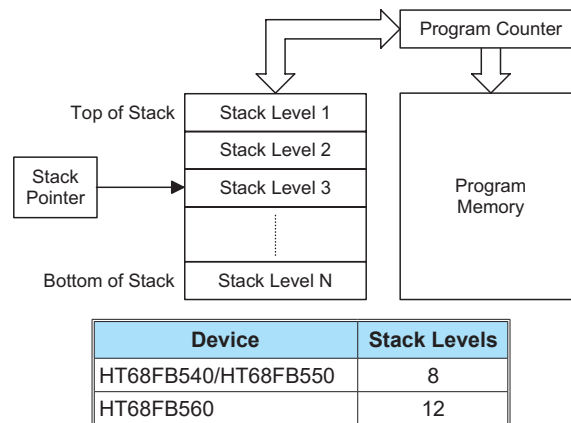 Program Counter
Top of Stack
Stack Level 1
Stack Level 2
Stack
Pointer
Stack Level 3
Program
Memory
Bottom of Stack
Stack Level N
Device Stack Levels
HT68FB540/HT68FB550 8
HT68FB560 12